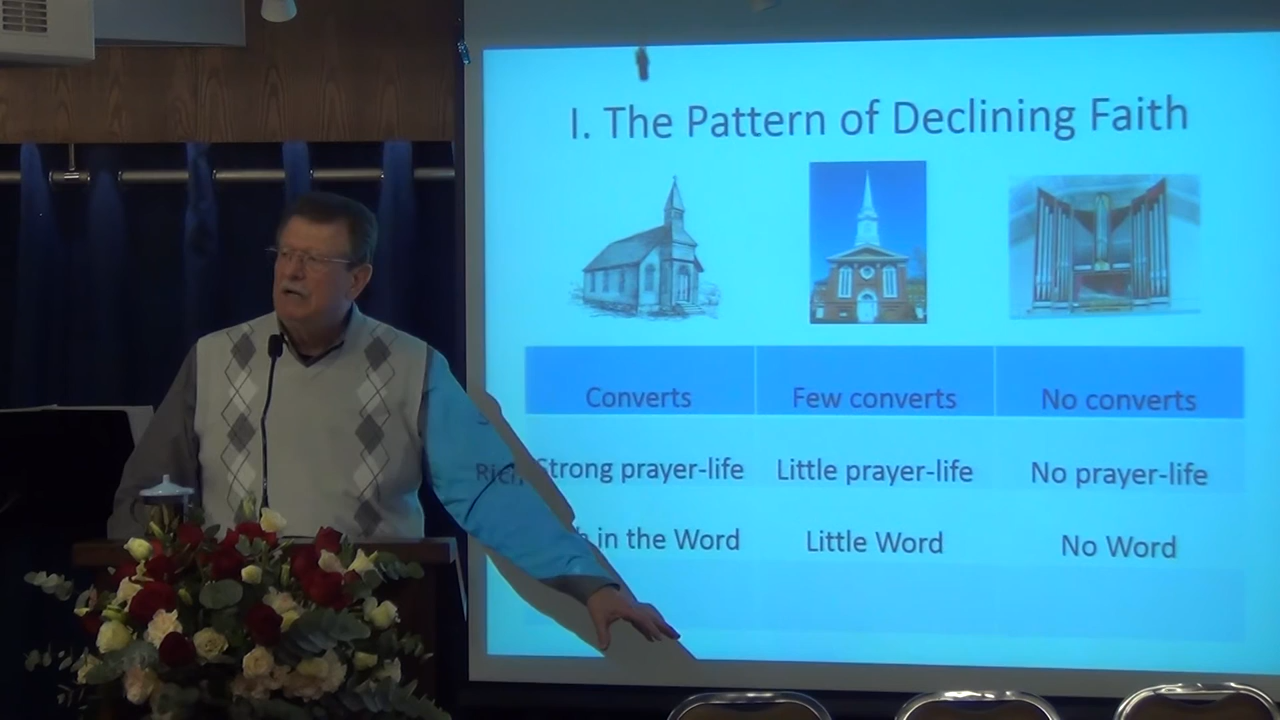 I. The Pattern of Declining Faith
Converts Few converts No converts
Strong prayer-life Little prayer-life No prayer-life
Rich in the Word Little Word No Word